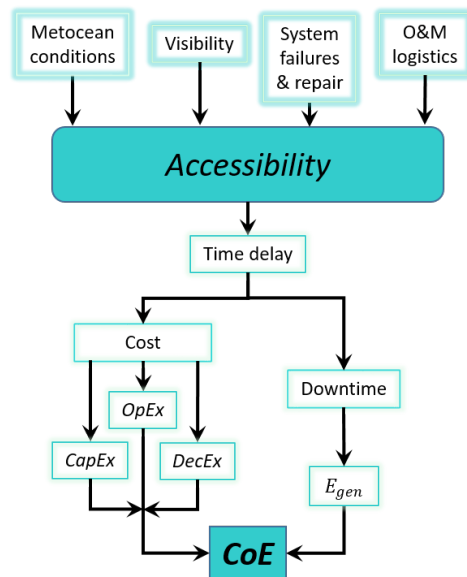 Metocean
conditions
Visibility
System
failures
& repair
O&M
logistics
Accessibility
Time delay
Cost
Downtime
OpEx
CapEx
DecEx
E_gen
CoE